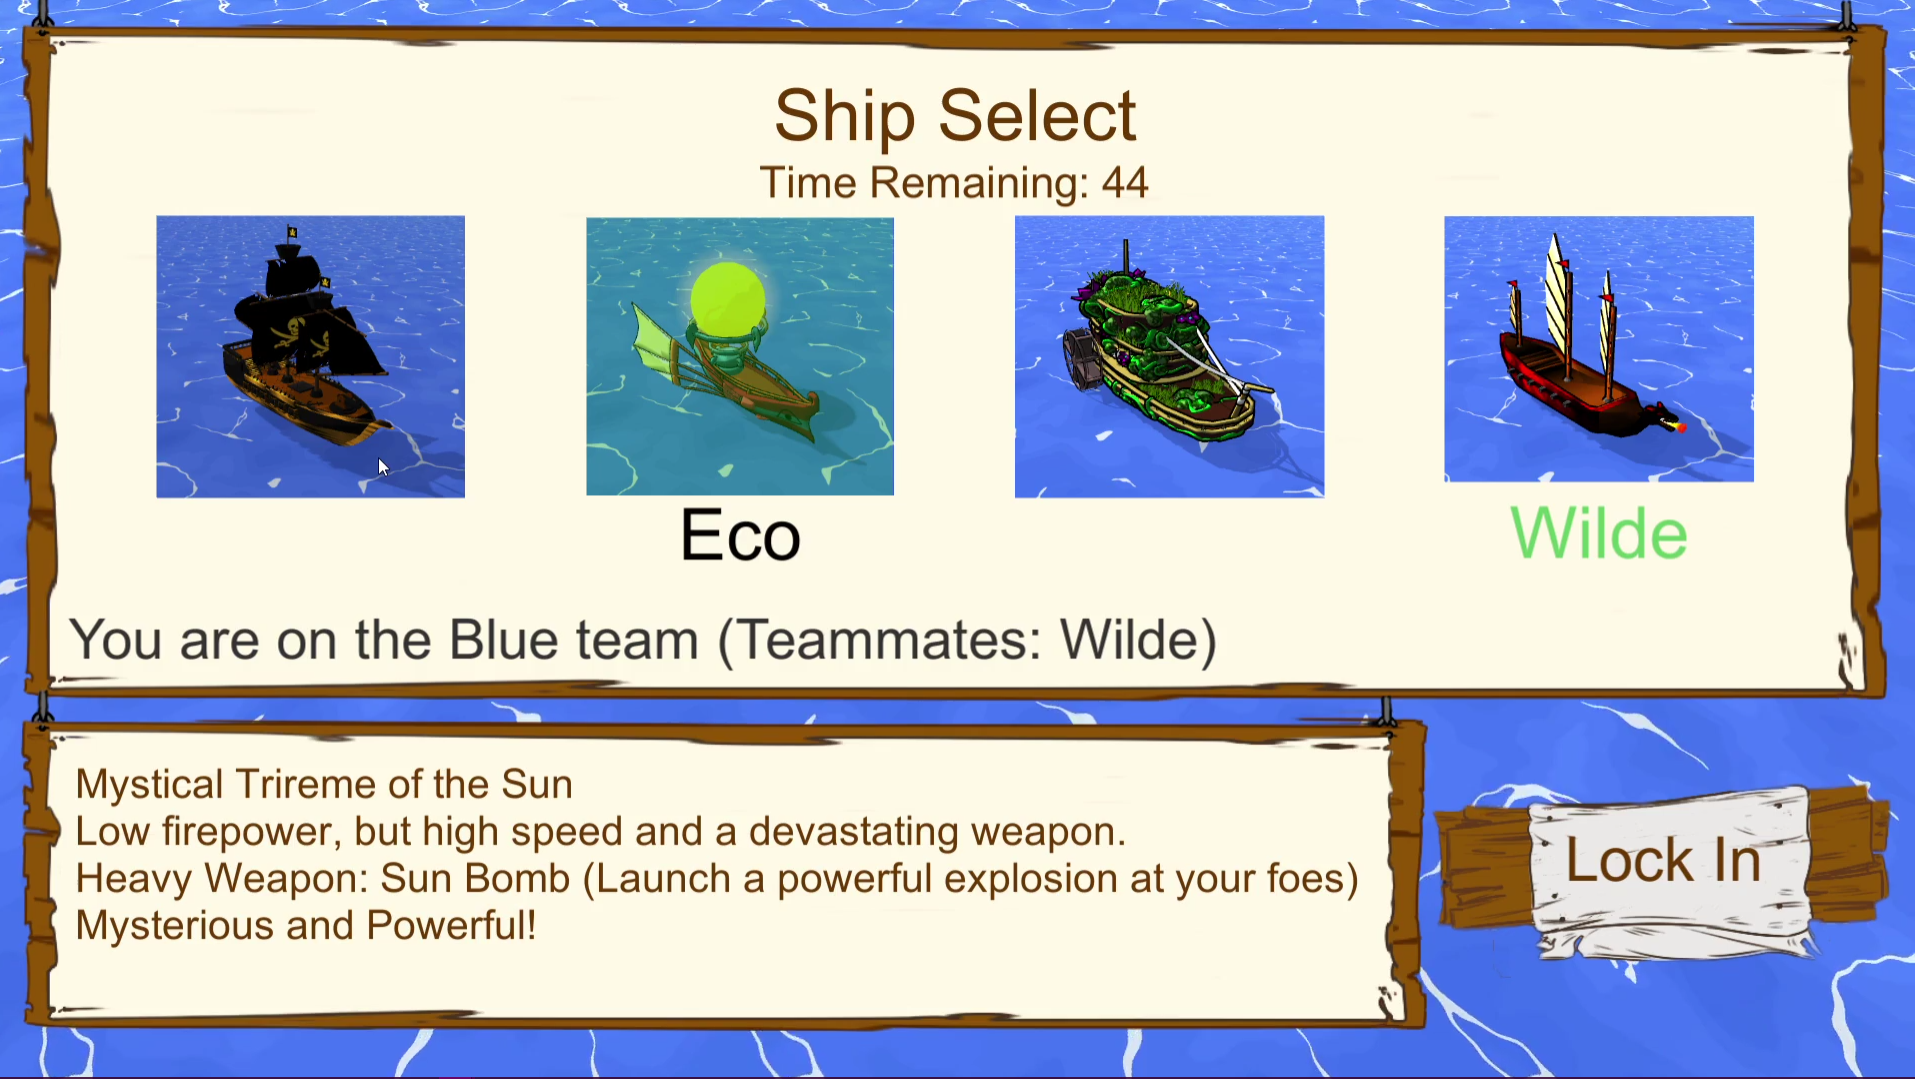 Ship Select
Time Remaining: 44
Eco
Wilde
You are on the Blue team (Teammates: Wilde)
Mystical Trireme of the Sun
Low firepower, but high speed and a devastating weapon.
Heavy Weapon: Sun Bomb (Launch a powerful explosion at your foes)
Mysterious and Powerful!
Lock In